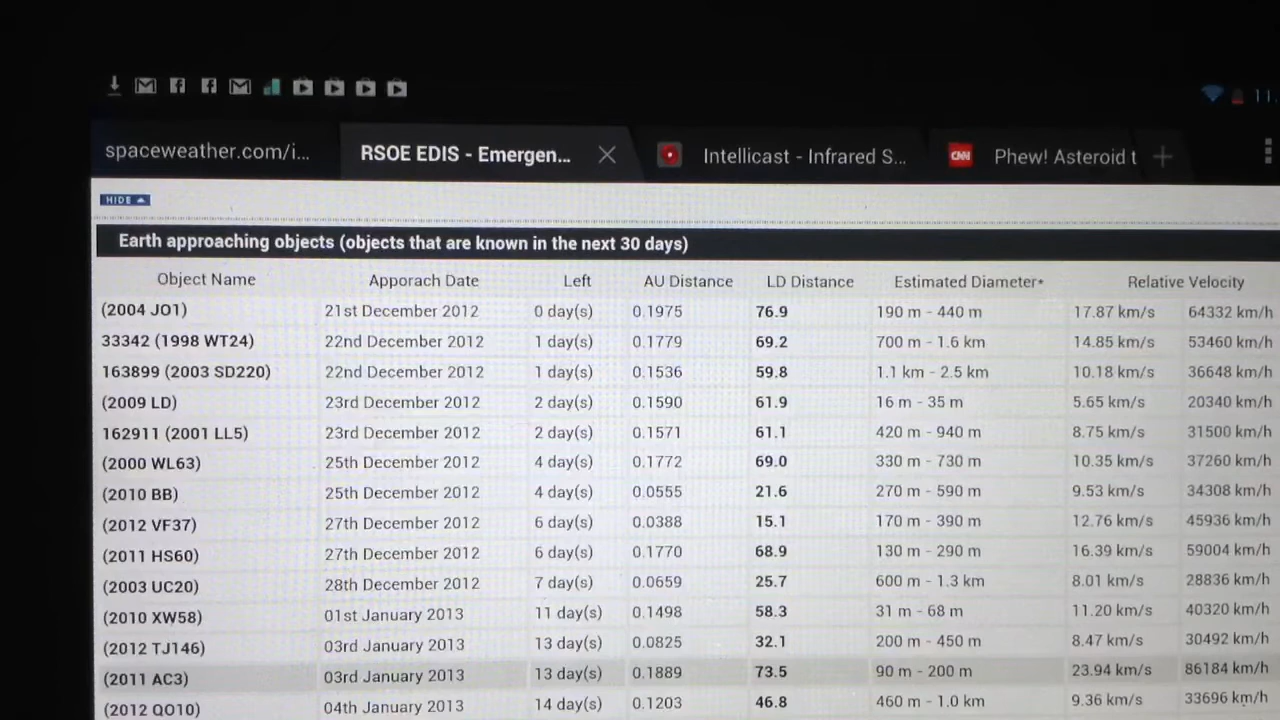 11
spaceweather.com/i... RSOE EDIS - Emergen... Intellicast - Infrared S... CNN Phew! Asteroid t
HIDE
Earth approaching objects (objects that are known in the next 30 days)
Object Name Apporach Date Left AU Distance LD Distance Estimated Diameter* Relative Velocity
(2004 JO1) 21st December 2012 0 day(s) 0.1975 76.9 190 m - 440 m 17.87 km/s 64332 km/h
33342 (1998 WT24) 22nd December 2012 1 day(s) 0.1779 69.2 700 m - 1.6 km 14.85 km/s 53460 km/h
163899 (2003 SD220) 22nd December 2012 1 day(s) 0.1536 59.8 1.1 km - 2.5 km 10.18 km/s 36648 km/h
(2009 LD) 23rd December 2012 2 day(s) 0.1590 61.9 16 m - 35 m 5.65 km/s 20340 km/h
162911 (2001 LL5) 23rd December 2012 2 day(s) 0.1571 61.1 420 m - 940 m 8.75 km/s 31500 km/h
(2000 WL63) 25th December 2012 4 day(s) 0.1772 69.0 330 m - 730 m 10.35 km/s 37260 km/h
(2010 BB) 25th December 2012 4 day(s) 0.0555 21.6 270 m - 590 m 9.53 km/s 34308 km/h
(2012 VF37) 27th December 2012 6 day(s) 0.0388 15.1 170 m - 390 m 12.76 km/s 45936 km/h
(2011 HS60) 27th December 2012 6 day(s) 0.1770 68.9 130 m - 290 m 16.39 km/s 59004 km/h
(2003 UC20) 28th December 2012 7 day(s) 0.0659 25.7 600 m - 1.3 km 8.01 km/s 28836 km/h
(2010 XW58) 01st January 2013 11 day(s) 0.1498 58.3 31 m - 68 m 11.20 km/s 40320 km/h
(2012 TJ146) 03rd January 2013 13 day(s) 0.0825 32.1 200 m - 450 m 8.47 km/s 30492 km/h
(2011 AC3) 03rd January 2013 13 day(s) 0.1889 73.5 90 m - 200 m 23.94 km/s 86184 km/h
(2012 QO10) 04th January 2013 14 day(s) 0.1203 46.8 460 m - 1.0 km 9.36 km/s 33696 km/h